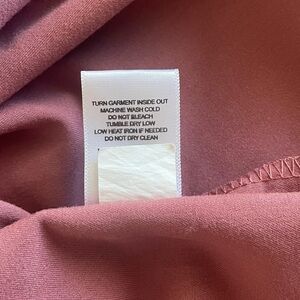 TURN GARMENT INSIDE OUT
MACHINE WASH COLD
DO NOT BLEACH
TUMBLE DRY LOW
LOW HEAT IRON IF NEEDED
DO NOT DRY CLEAN